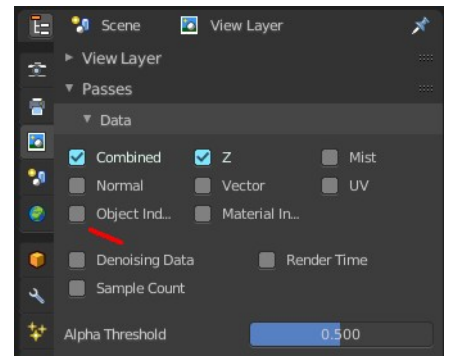 Scene View Layer
View Layer
Passes
Data
Combined Z Mist
Normal Vector UV
Object Ind... Material In...
Denoising Data Render Time
Sample Count
Alpha Threshold 0.500